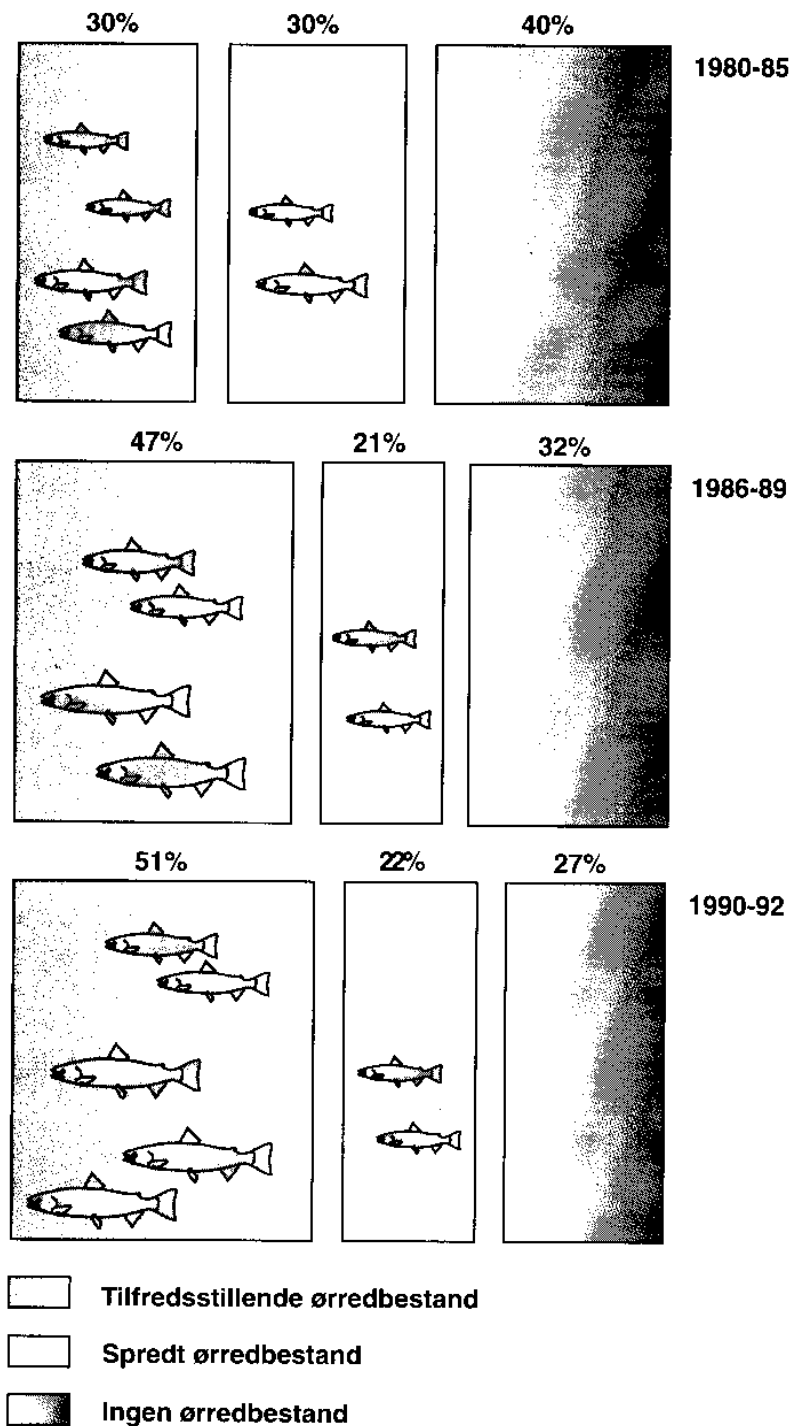 30% 30% 40%
1980-85
47% 21% 32%
1986-89
51% 22% 27%
1990-92
Tilfredsstillende ørredbestand
Spredt ørredbestand
Ingen ørredbestand